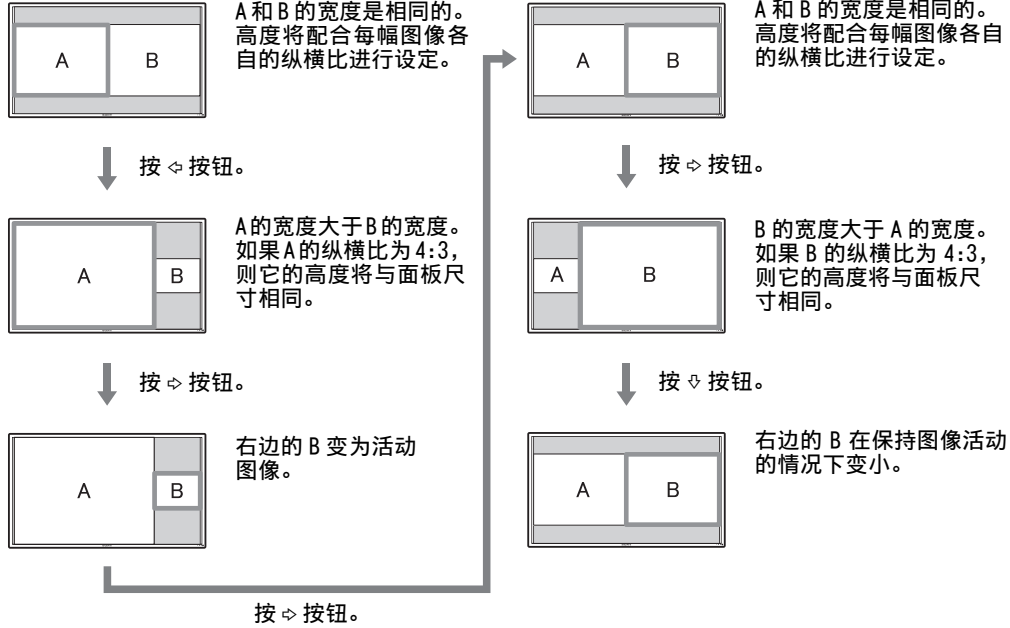 A和B的宽度是相同的。
高度将配合每幅图像各
自的纵横比进行设定。
A
B
按 ⇦ 按钮。
A的宽度大于B的宽度。
如果A的纵横比为 4:3,
则它的高度将与面板尺
寸相同。
A
B
按 ⇨ 按钮。
右边的 B 变为活动
图像。
A
B
按 ⇨ 按钮。
A 和 B 的宽度是相同的。
高度将配合每幅图像各自
的纵横比进行设定。
A
B
按 ⇨ 按钮。
B 的宽度大于 A 的宽度。
如果 B 的纵横比为 4:3,
则它的高度将与面板尺
寸相同。
A
B
按 ⇩ 按钮。
右边的 B 在保持图像活动
的情况下变小。
A
B